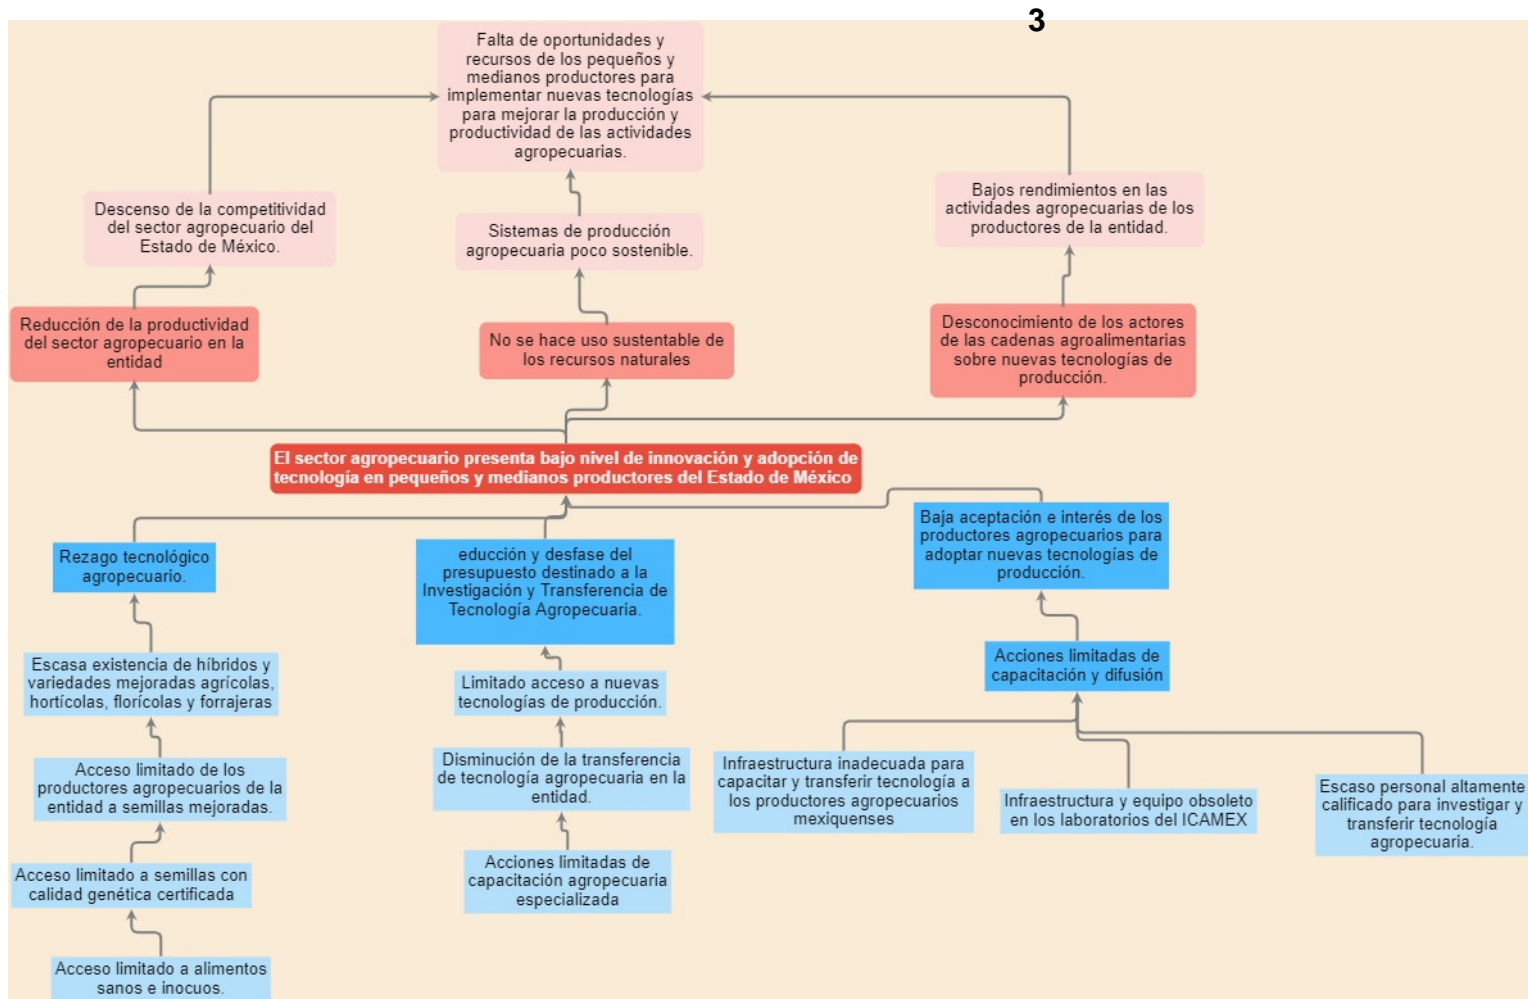 3
Falta de oportunidades y
recursos de los pequeños y
medianos productores para
implementar nuevas tecnologías
para mejorar la producción y
productividad de las actividades
agropecuarias.
Descenso de la competitividad
del sector agropecuario del
Estado de México.
Sistemas de producción
agropecuaria poco sostenible.
Bajos rendimientos en las
actividades agropecuarias de los
productores de la entidad.
Reducción de la productividad
del sector agropecuario en la
entidad
No se hace uso sustentable de
los recursos naturales
Desconocimiento de los actores
de las cadenas agroalimentarias
sobre nuevas tecnologías de
producción.
El sector agropecuario presenta bajo nivel de innovación y adopción de
tecnología en pequeños y medianos productores del Estado de México
Rezago tecnológico
agropecuario.
educción y desfase del
presupuesto destinado a la
Investigación y Transferencia de
Tecnología Agropecuaria.
Baja aceptación e interés de los
productores agropecuarios para
adoptar nuevas tecnologías de
producción.
Escasa existencia de híbridos y
variedades mejoradas agrícolas,
hortícolas, florícolas y forrajeras
Limitado acceso a nuevas
tecnologías de producción.
Acciones limitadas de
capacitación y difusión
Acceso limitado de los
productores agropecuarios de la
entidad a semillas mejoradas.
Disminución de la transferencia
de tecnología agropecuaria en la
entidad.
Infraestructura inadecuada para
capacitar y transferir tecnología a
los productores agropecuarios
mexiquenses
Infraestructura y equipo obsoleto
en los laboratorios del ICAMEX
Escaso personal altamente
calificado para investigar y
transferir tecnología
agropecuaria.
Acceso limitado a semillas con
calidad genética certificada
Acciones limitadas de
capacitación agropecuaria
especializada
Acceso limitado a alimentos
sanos e inocuos.